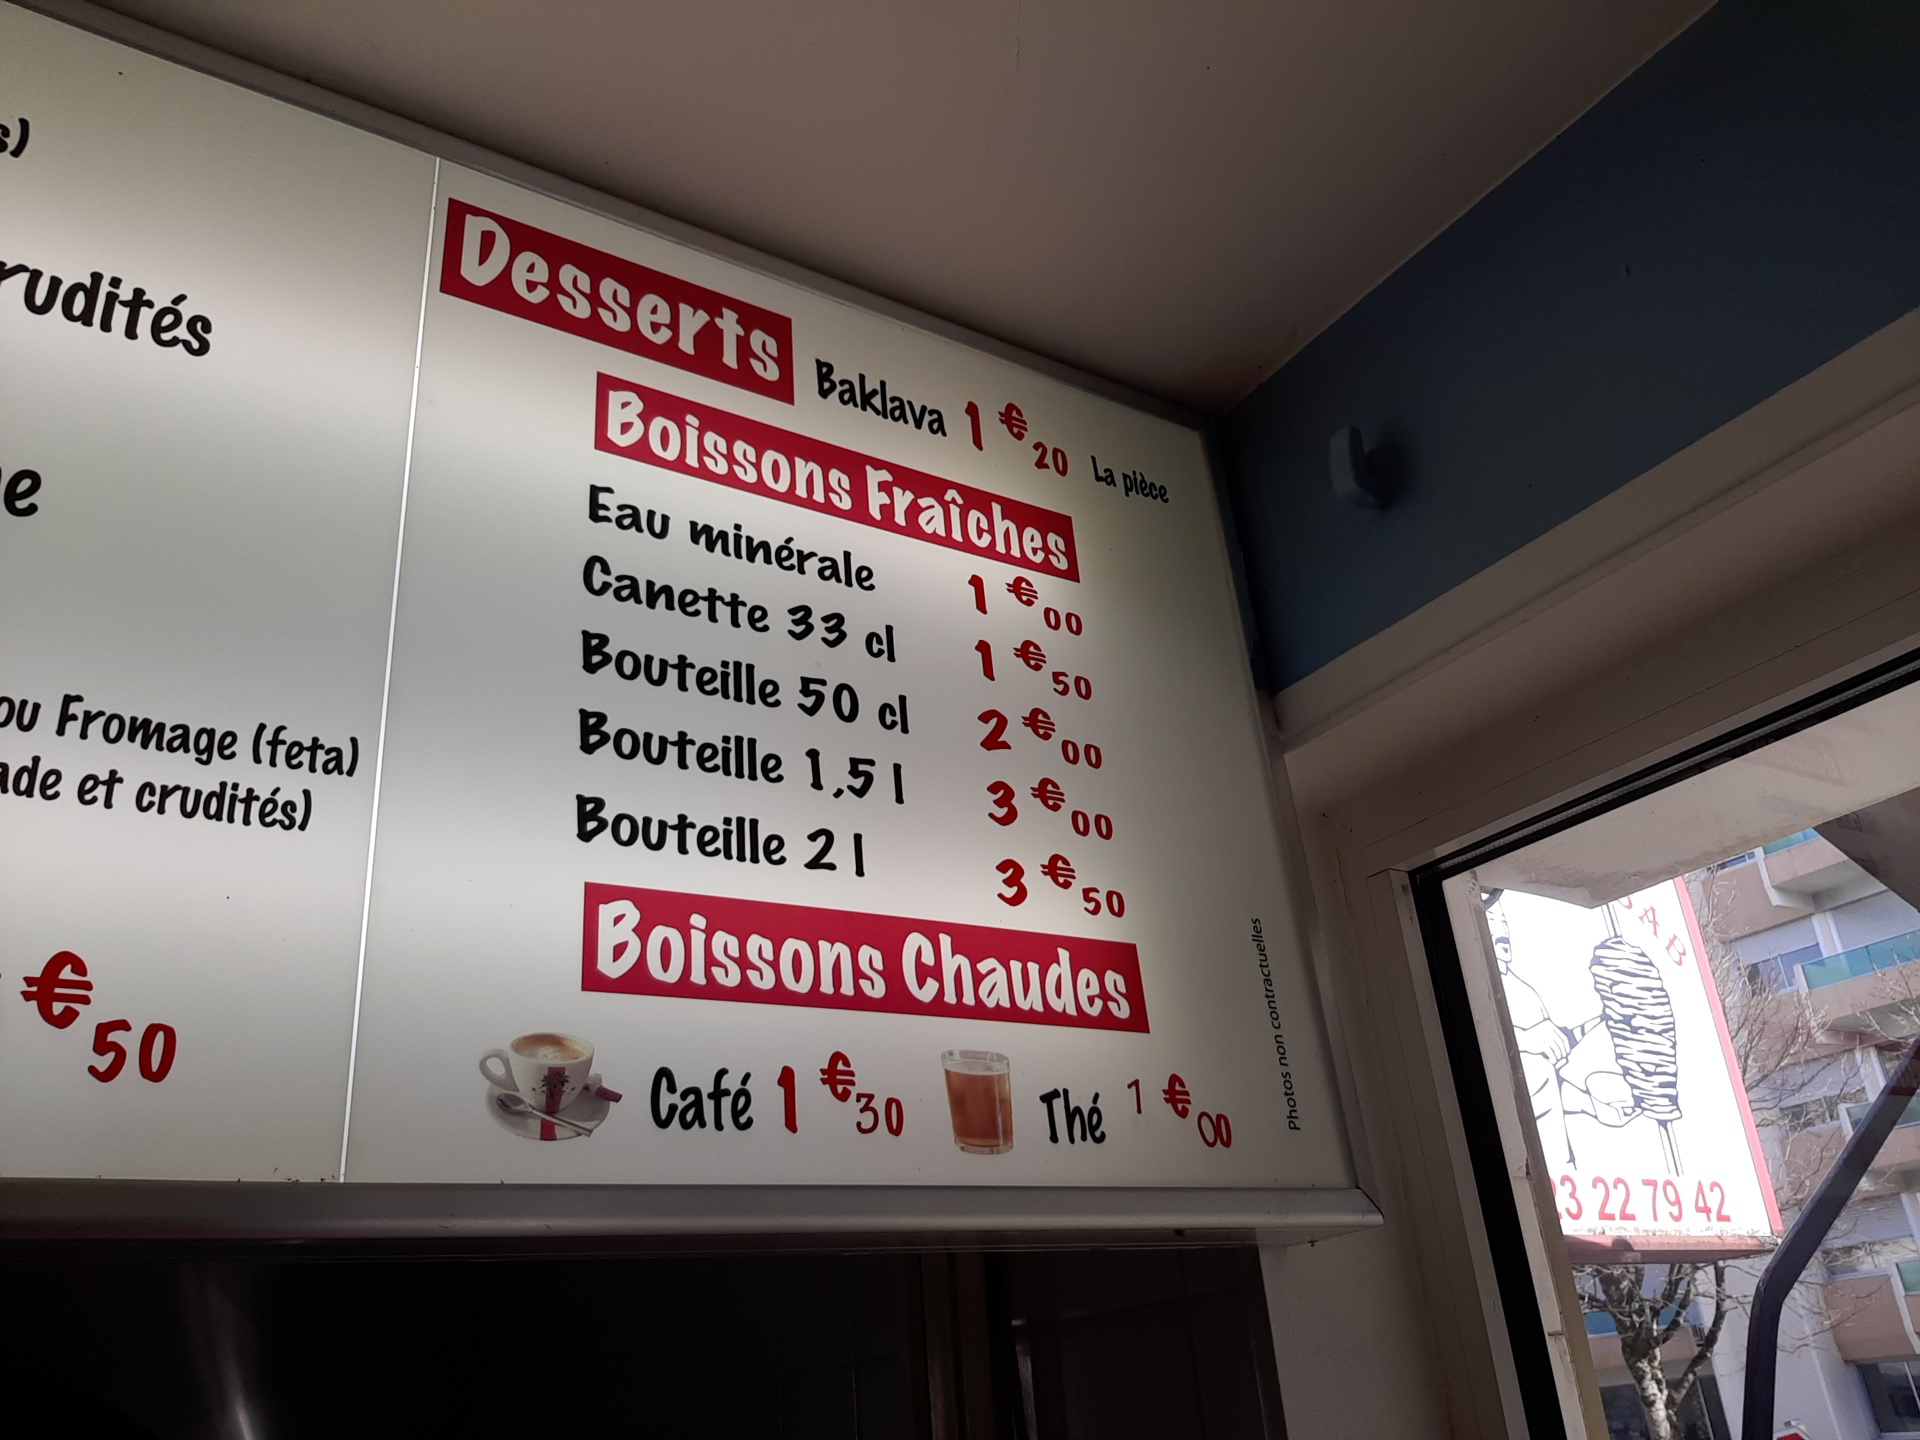 s)
rudités
e
ou Fromage (feta)
ade et crudités)
€50
Desserts
Baklava 1€20 La pièce
Boissons Fraîches
Eau minérale 1€00
Canette 33 cl 1€50
Bouteille 50 cl 2€00
Bouteille 1,5 l 3€00
Bouteille 2 l 3€50
Boissons Chaudes
Café 1€30 Thé 1€00
Photos non contractuelles
AB
23 22 79 42